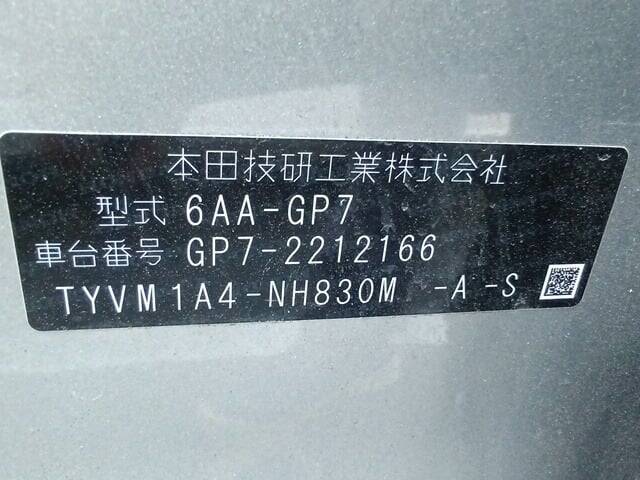 本田技研工業株式会社
型式 6AA-GP7
車台番号 GP7-2212166
TYVM1A4-NH830M -A -S